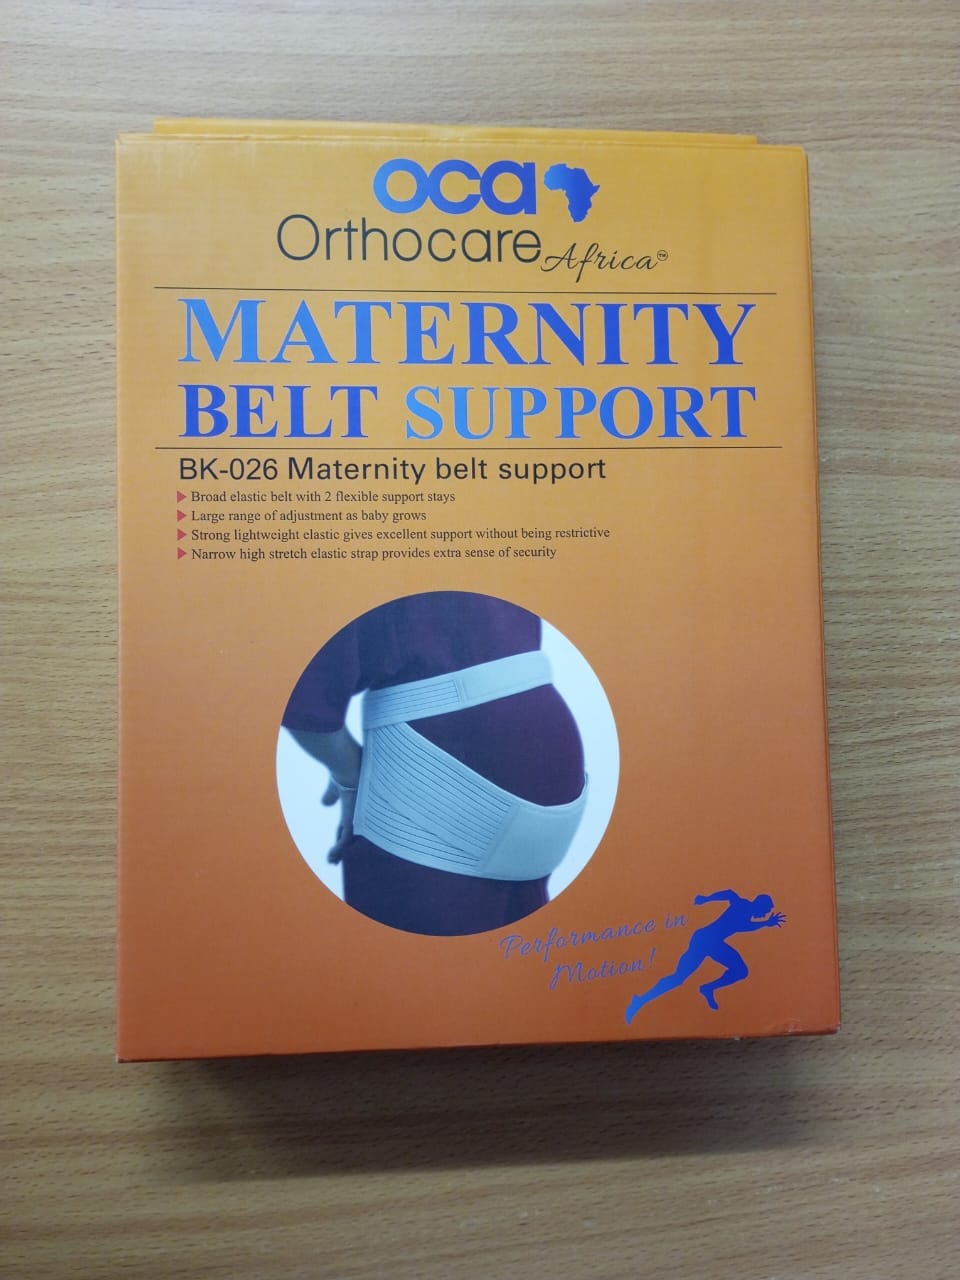 oca
Orthocare Africa™
MATERNITY
BELT SUPPORT
BK-026 Maternity belt support
Broad elastic belt with 2 flexible support stays
Large range of adjustment as baby grows
Strong lightweight elastic gives excellent support without being restrictive
Narrow high stretch elastic strap provides extra sense of security
Performance in
Motion!